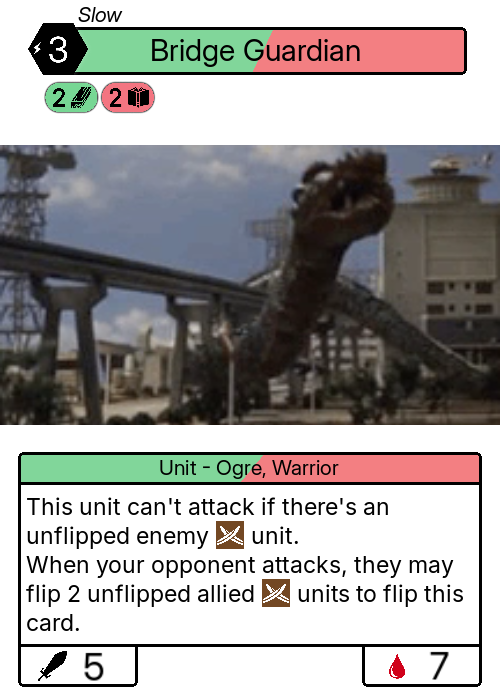 Slow
3
Bridge Guardian
2 2
Unit - Ogre, Warrior
This unit can't attack if there's an
unflipped enemy unit.
When your opponent attacks, they may
flip 2 unflipped allied units to flip this
card.
5 7